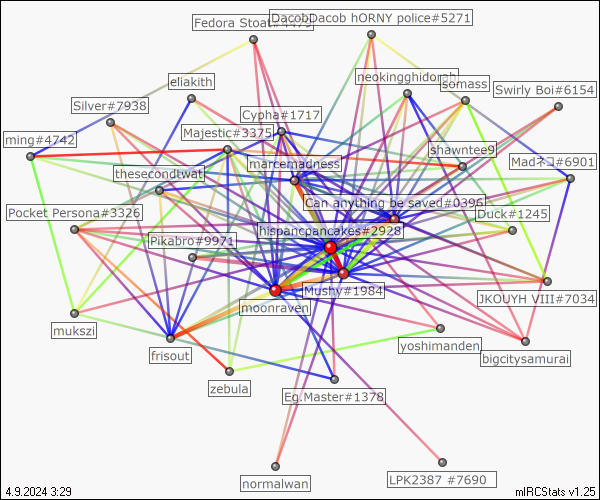 Fedora Stoat#4479
DacobDacob hORNY police#5271
neokingghidorah
eliakith
somass
Swirly Boi#6154
Silver#7938
Cypha#1717
ming#4742
Majestic#3375
shawntee9
marcemadness
Madネコ#6901
thesecondtwat
Can anything be saved#0396
Pocket Persona#3326
Duck#1245
hispancpancakes#2928
Pikabro#9971
Mushy#1984
JKOUYH VIII#7034
moonraven
mukszi
yoshimanden
frisout
bigcitysamurai
zebula
Eg.Master#1378
normalwan
LPK2387 #7690
4.9.2024 3:29
mIRCStats v1.25